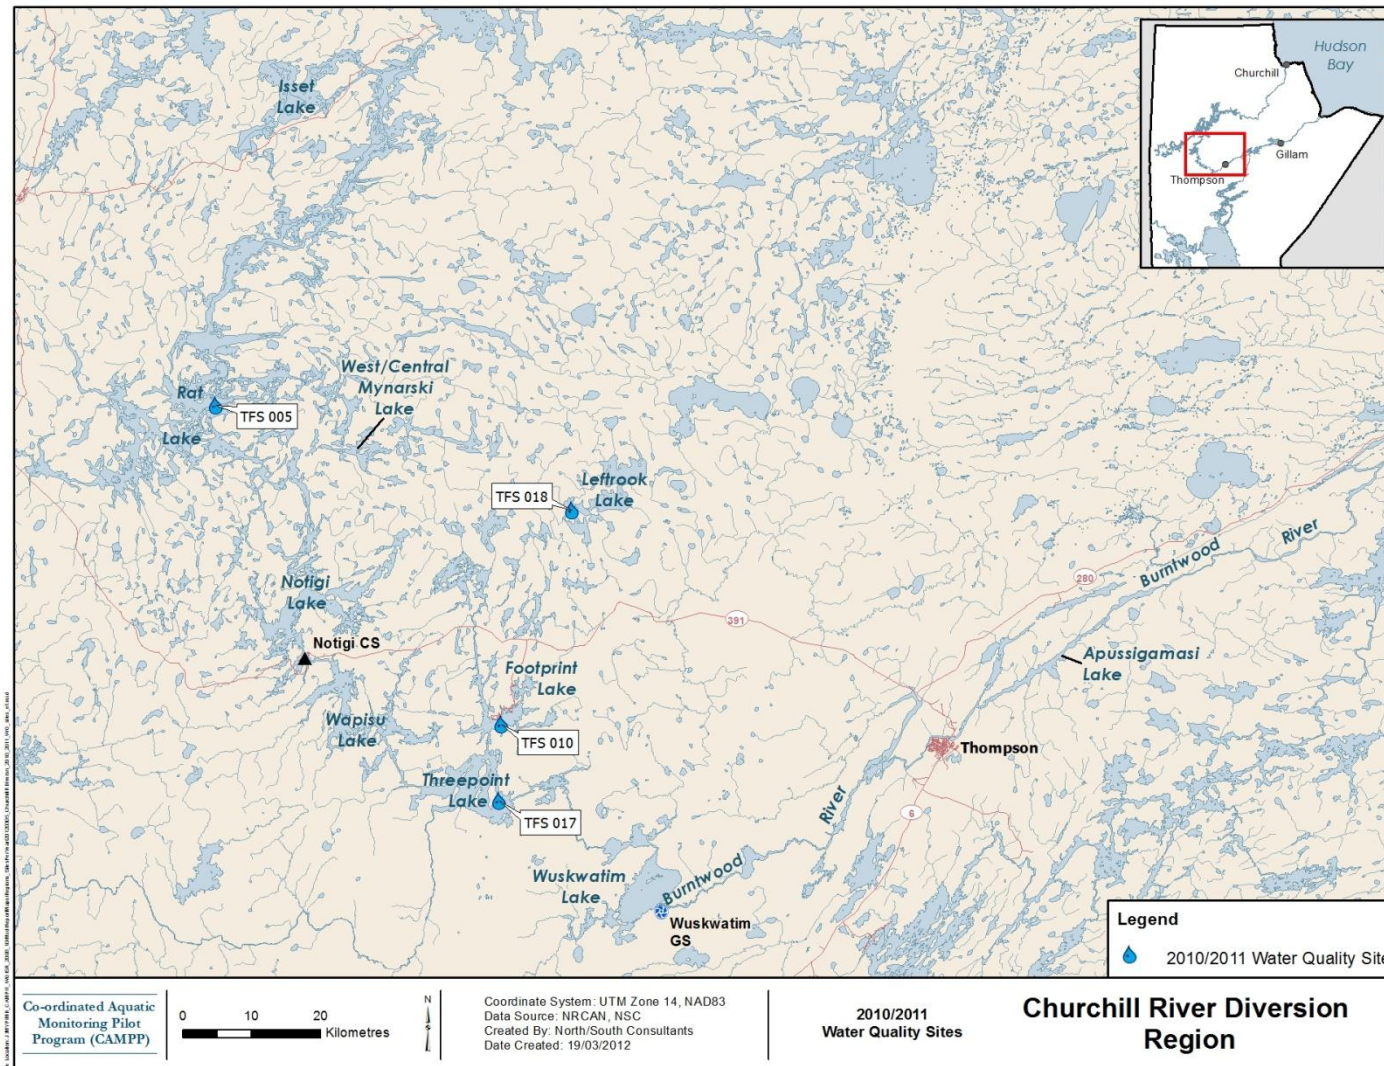 Isset
Lake
Hudson
Bay
Churchill
Gillam
Thompson
West/Central
Mynarski
Lake
Rat
Lake
TFS 005
TFS 018
Leftrook
Lake
Notigi
Lake
Notigi CS
391
280
Burntwood
River
Apussigamasi
Lake
Footprint
Lake
Wapisu
Lake
TFS 010
Thompson
Threepoint
Lake
TFS 017
6
River
Burntwood
Wuskwatim
Lake
Wuskwatim
GS
Legend
2010/2011 Water Quality Site
Co-ordinated Aquatic
Monitoring Pilot
Program (CAMPP)
0 10 20
Kilometres
N
Coordinate System: UTM Zone 14, NAD83
Data Source: NRCAN, NSC
Created By: North/South Consultants
Date Created: 19/03/2012
2010/2011
Water Quality Sites
Churchill River Diversion
Region